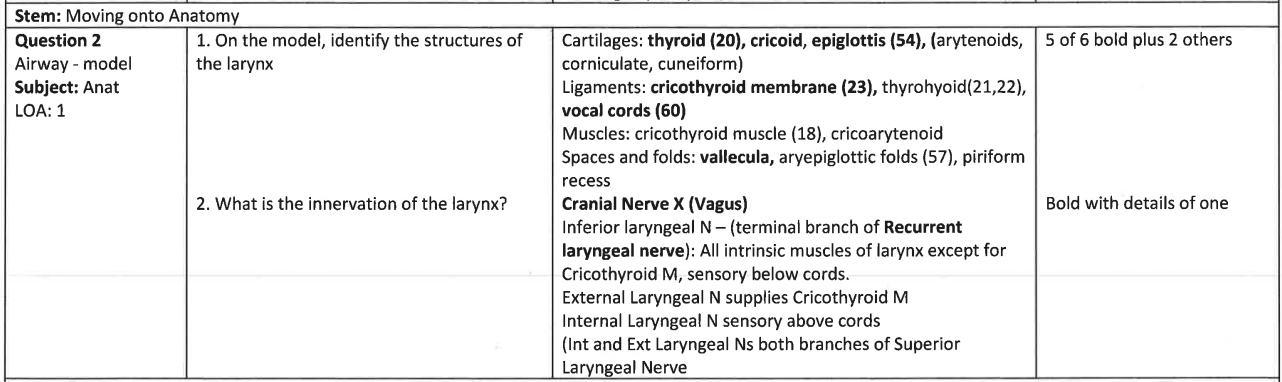 Stem: Moving onto Anatomy
Question 2
Airway - model
Subject: Anat
LOA: 1
1. On the model, identify the structures of
the larynx
Cartilages: thyroid (20), cricoid, epiglottis (54), (arytenoids,
corniculate, cuneiform)
Ligaments: cricothyroid membrane (23), thyrohyoid(21,22),
vocal cords (60)
Muscles: cricothyroid muscle (18), cricoarytenoid
Spaces and folds: vallecula, aryepiglottic folds (57), piriform
recess
5 of 6 bold plus 2 others
2. What is the innervation of the larynx?
Cranial Nerve X (Vagus)
Inferior laryngeal N – (terminal branch of Recurrent
laryngeal nerve): All intrinsic muscles of larynx except for
Cricothyroid M, sensory below cords.
External Laryngeal N supplies Cricothyroid M
Internal Laryngeal N sensory above cords
(Int and Ext Laryngeal Ns both branches of Superior
Laryngeal Nerve
Bold with details of one